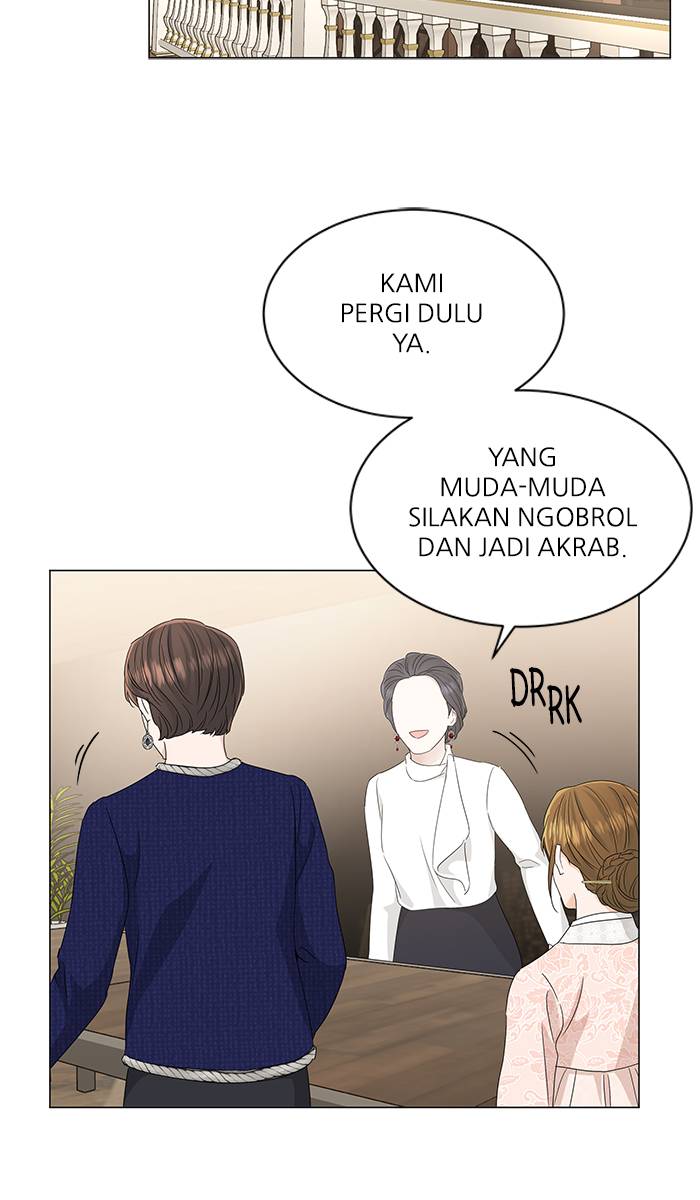 KAMI
PERGI DULU
YA.
YANG
MUDA-MUDA
SILAKAN NGOBROL
DAN JADI AKRAB.
DRRK